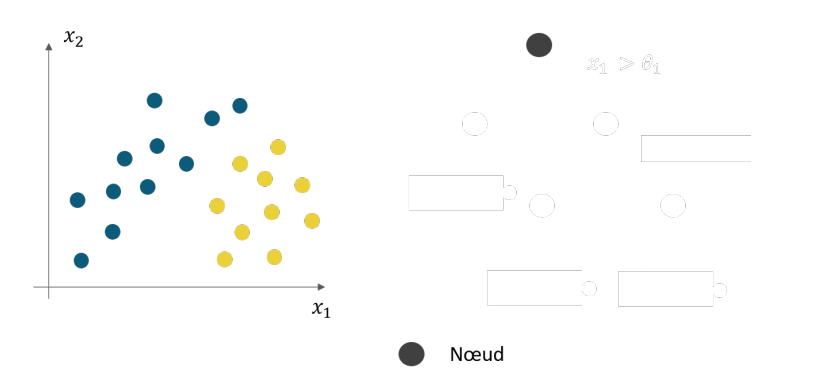 x₂
x₁ > θ₁
x₁
Nœud